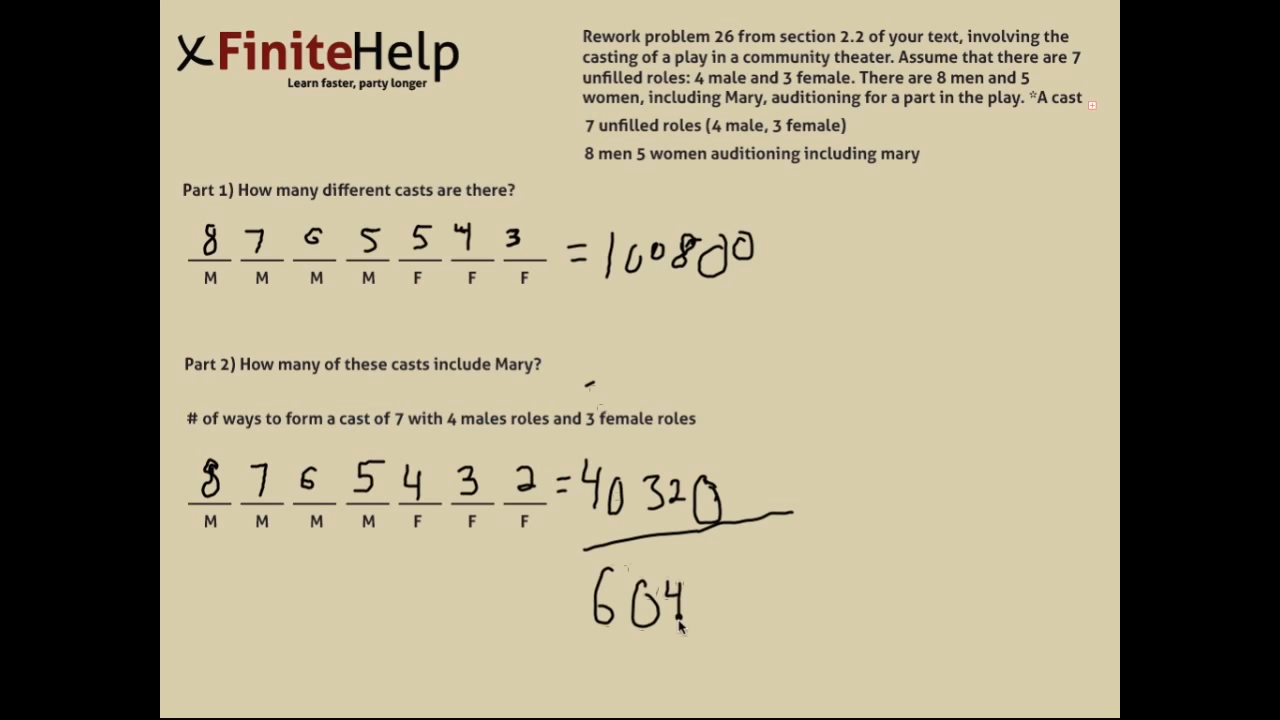 xFiniteHelp
Learn faster, party longer
Rework problem 26 from section 2.2 of your text, involving the
casting of a play in a community theater. Assume that there are 7
unfilled roles: 4 male and 3 female. There are 8 men and 5
women, including Mary, auditioning for a part in the play. *A cast
7 unfilled roles (4 male, 3 female)
8 men 5 women auditioning including mary
Part 1) How many different casts are there?
8 7 6 5 5 4 3 = 100800
M M M M F F F
Part 2) How many of these casts include Mary?
# of ways to form a cast of 7 with 4 males roles and 3 female roles
8 7 6 5 4 3 2 = 40320
M M M M F F F
604